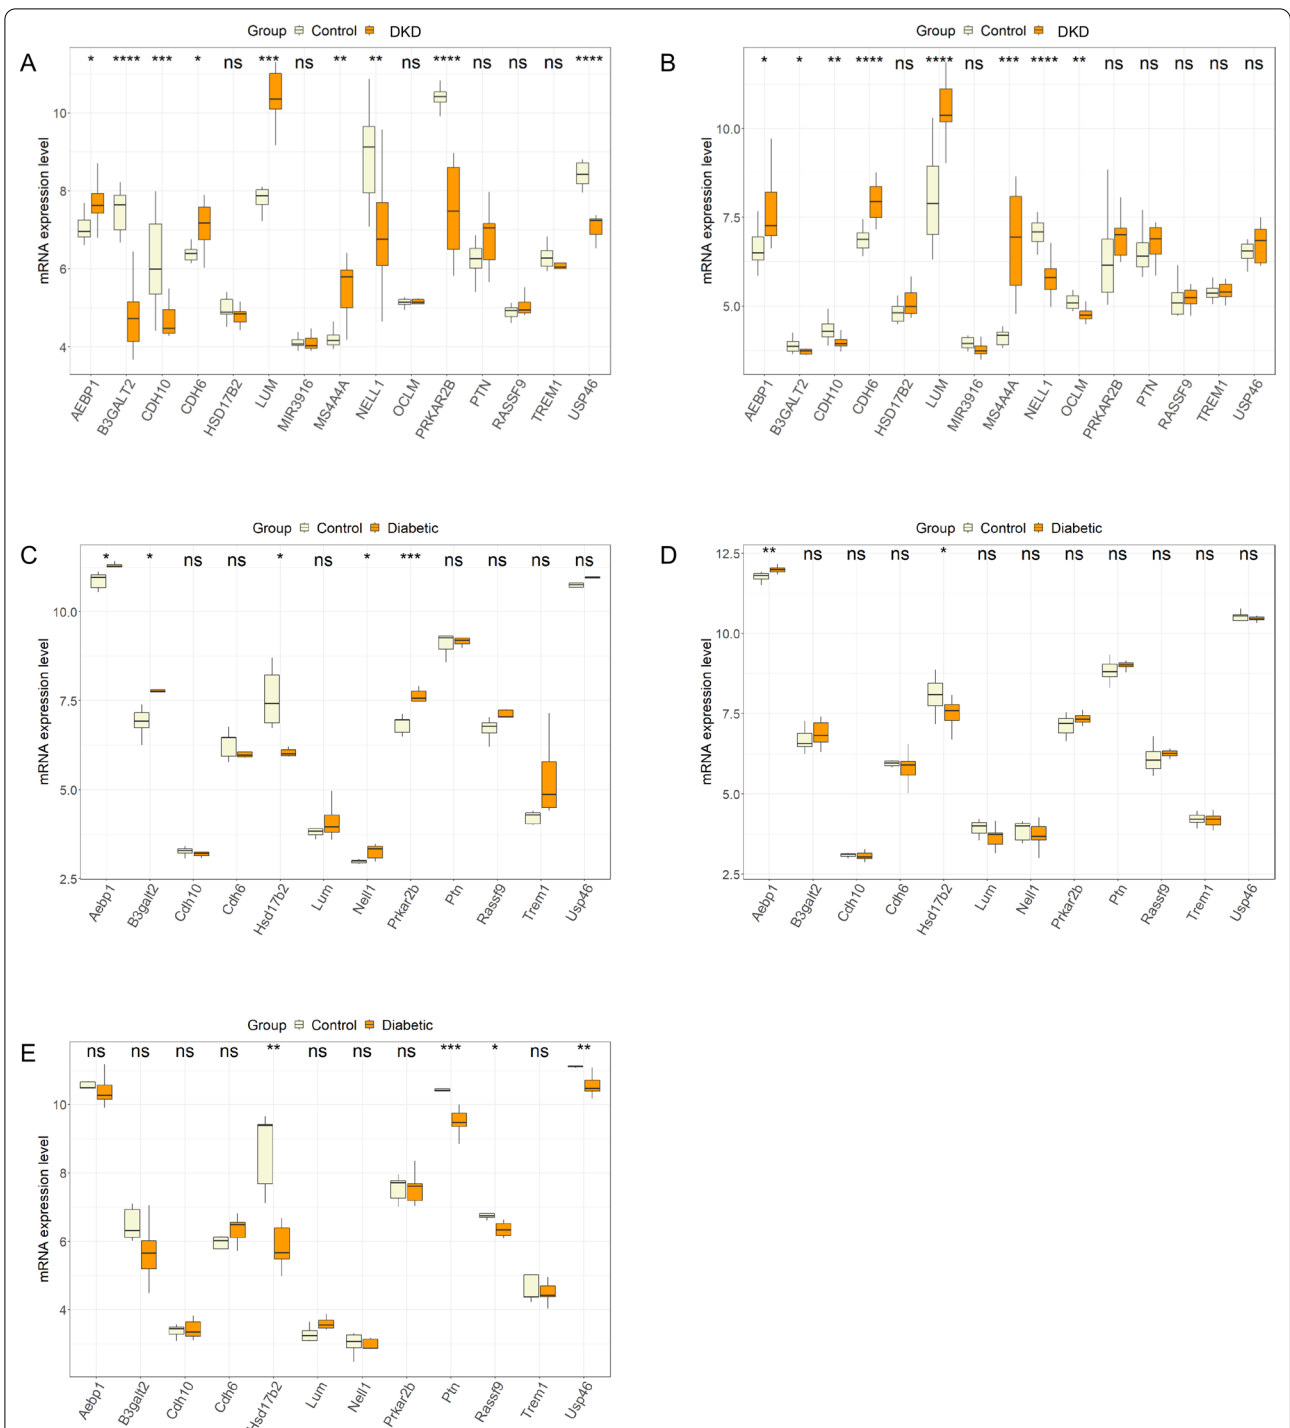 Group Control DKD
A
* **** *** * ns *** ns ** ** ns **** ns ns ns ****
mRNA expression level
10
8
6
4
AEBP1 B3GALT2 CDH10 CDH6 HSD17B2 LUM MIR3916 MS4A4A NELL1 OCLM PRKAR2B PTN RASSF9 TREM1 USP46
Group Control DKD
B
* * ** **** ns **** ns *** **** ** ns ns ns ns ns
mRNA expression level
10.0
7.5
5.0
AEBP1 B3GALT2 CDH10 CDH6 HSD17B2 LUM MIR3916 MS4A4A NELL1 OCLM PRKAR2B PTN RASSF9 TREM1 USP46
Group Control Diabetic
C
* * ns ns * ns * *** ns ns ns ns
mRNA expression level
10.0
7.5
5.0
2.5
Aebp1 B3galt2 Cdh10 Cdh6 Hsd17b2 Lum Nell1 Prkar2b Ptn Rassf9 Trem1 Usp46
Group Control Diabetic
D
** ns ns ns * ns ns ns ns ns ns ns
mRNA expression level
12.5
10.0
7.5
5.0
2.5
Aebp1 B3galt2 Cdh10 Cdh6 Hsd17b2 Lum Nell1 Prkar2b Ptn Rassf9 Trem1 Usp46
Group Control Diabetic
E
ns ns ns ns ** ns ns ns *** * ns **
mRNA expression level
10
8
6
4
Aebp1 B3galt2 Cdh10 Cdh6 Hsd17b2 Lum Nell1 Prkar2b Ptn Rassf9 Trem1 Usp46